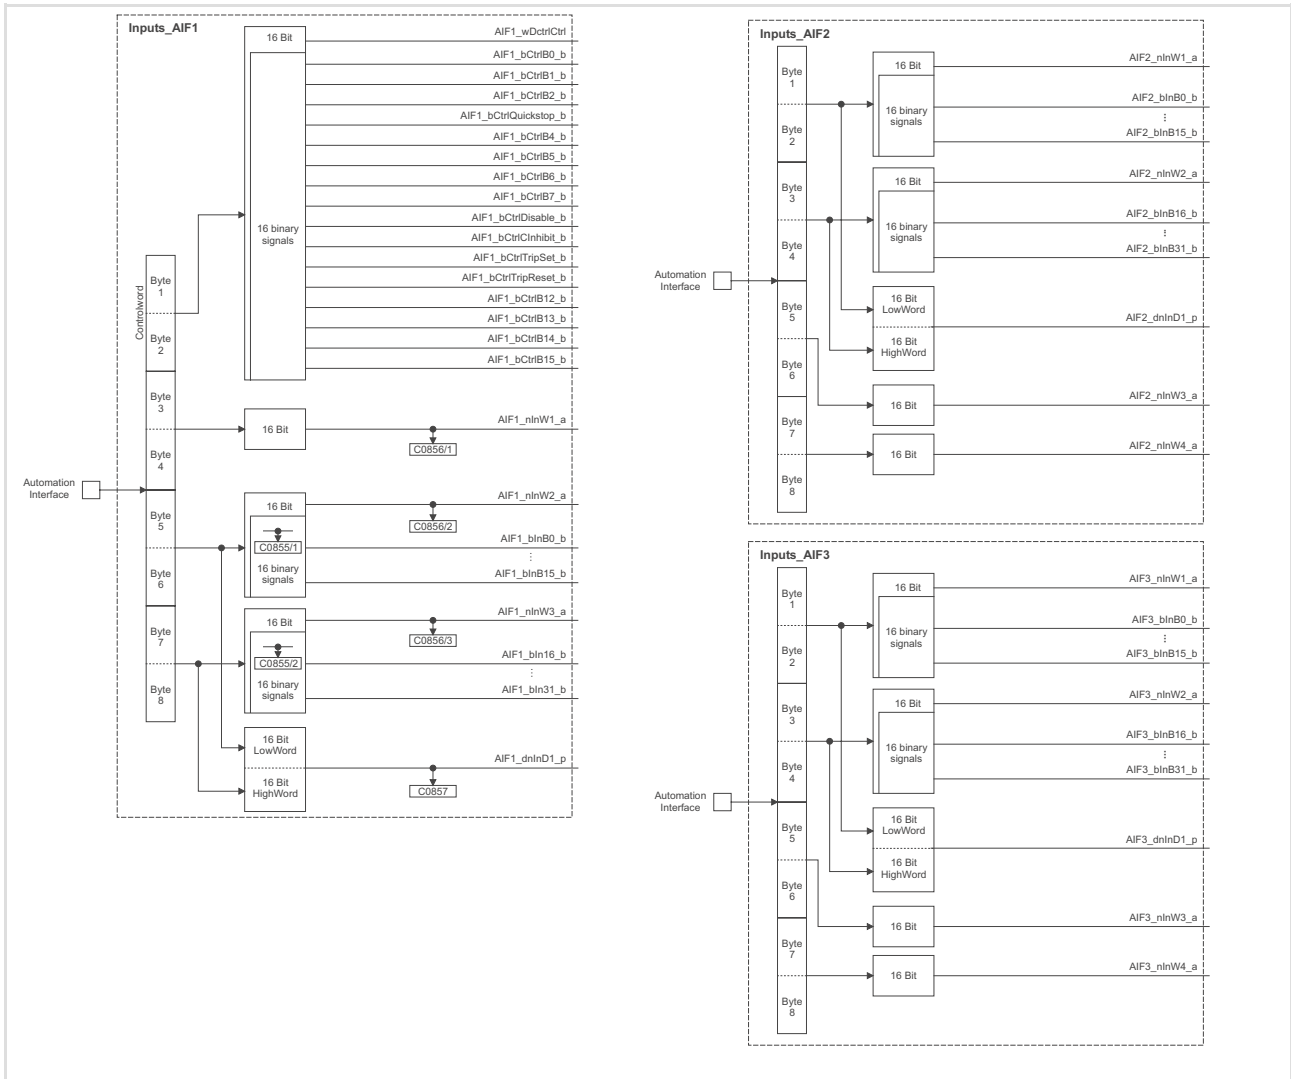 Inputs_AIF1
16 Bit
AIF1_wDctrlCtrl
AIF1_bCtrlB0_b
AIF1_bCtrlB1_b
AIF1_bCtrlB2_b
AIF1_bCtrlQuickstop_b
AIF1_bCtrlB4_b
AIF1_bCtrlB5_b
AIF1_bCtrlB6_b
AIF1_bCtrlB7_b
AIF1_bCtrlDisable_b
AIF1_bCtrlCInhibit_b
AIF1_bCtrlTripSet_b
AIF1_bCtrlTripReset_b
AIF1_bCtrlB12_b
AIF1_bCtrlB13_b
AIF1_bCtrlB14_b
AIF1_bCtrlB15_b
16 binary
signals
Controlword
Byte
1
Byte
2
Byte
3
Byte
4
Byte
5
Byte
6
Byte
7
Byte
8
Automation
Interface
16 Bit
AIF1_nInW1_a
C0856/1
16 Bit
AIF1_nInW2_a
C0856/2
C0855/1
16 binary
signals
AIF1_bInB0_b
⋮
AIF1_bInB15_b
16 Bit
AIF1_nInW3_a
C0856/3
C0855/2
16 binary
signals
AIF1_bIn16_b
⋮
AIF1_bIn31_b
16 Bit
LowWord
16 Bit
HighWord
AIF1_dnInD1_p
C0857
Inputs_AIF2
Byte
1
Byte
2
Byte
3
Byte
4
Byte
5
Byte
6
Byte
7
Byte
8
Automation
Interface
16 Bit
AIF2_nInW1_a
16 binary
signals
AIF2_bInB0_b
⋮
AIF2_bInB15_b
16 Bit
AIF2_nInW2_a
16 binary
signals
AIF2_bInB16_b
⋮
AIF2_bInB31_b
16 Bit
LowWord
16 Bit
HighWord
AIF2_dnInD1_p
16 Bit
AIF2_nInW3_a
16 Bit
AIF2_nInW4_a
Inputs_AIF3
Byte
1
Byte
2
Byte
3
Byte
4
Byte
5
Byte
6
Byte
7
Byte
8
Automation
Interface
16 Bit
AIF3_nInW1_a
16 binary
signals
AIF3_bInB0_b
⋮
AIF3_bInB15_b
16 Bit
AIF3_nInW2_a
16 binary
signals
AIF3_bInB16_b
⋮
AIF3_bInB31_b
16 Bit
LowWord
16 Bit
HighWord
AIF3_dnInD1_p
16 Bit
AIF3_nInW3_a
16 Bit
AIF3_nInW4_a